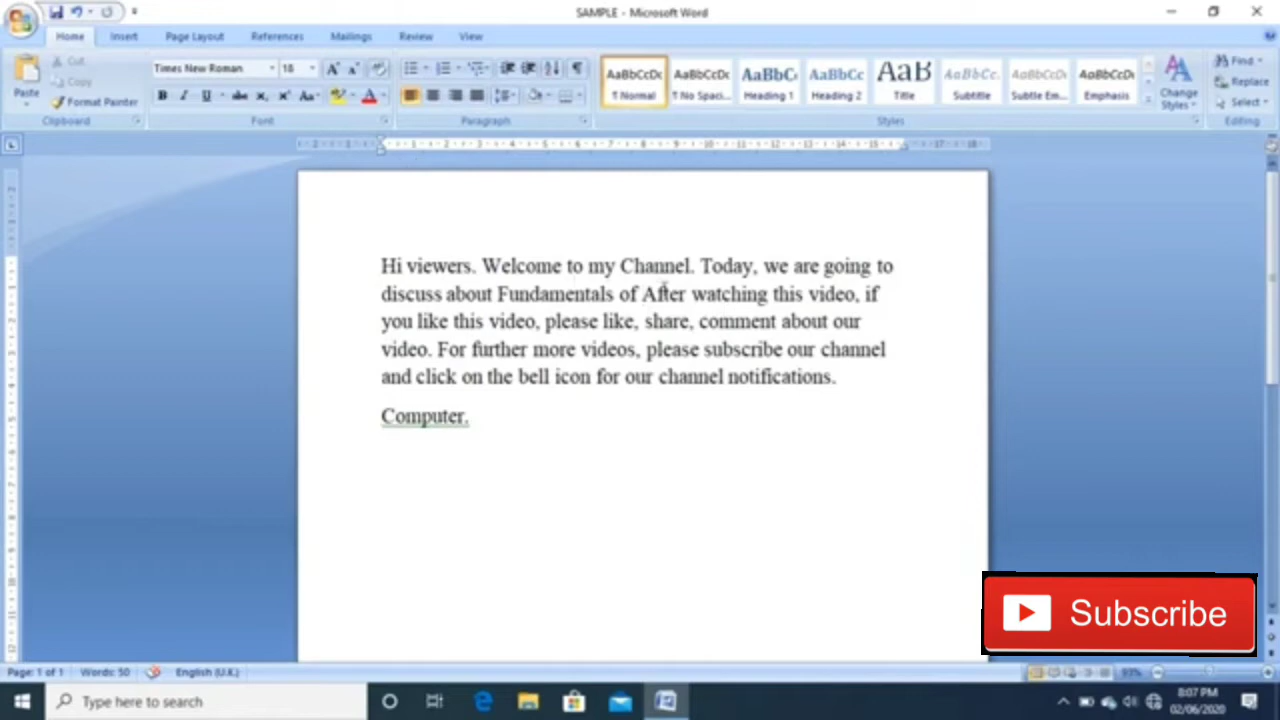 SAMPLE - Microsoft Word
Home Insert Page Layout References Mailings Review View
Cut
Copy
Paste
Format Painter
Clipboard
Times New Roman 18
Font
Paragraph
AaBbCcDc AaBbCcDc AaBbC AaBbCc AaB AaBbCc. AaBbCcDc AaBbCcDc
¶ Normal ¶ No Spaci... Heading 1 Heading 2 Title Subtitle Subtle Em... Emphasis
Change Styles
Styles
Find
Replace
Select
Editing
Hi viewers. Welcome to my Channel. Today, we are going to
discuss about Fundamentals of After watching this video, if
you like this video, please like, share, comment about our
video. For further more videos, please subscribe our channel
and click on the bell icon for our channel notifications.
Computer.
Subscribe
Page: 1 of 1 Words: 50 English (U.K.) 93%
Type here to search
8:07 PM
02/06/2020